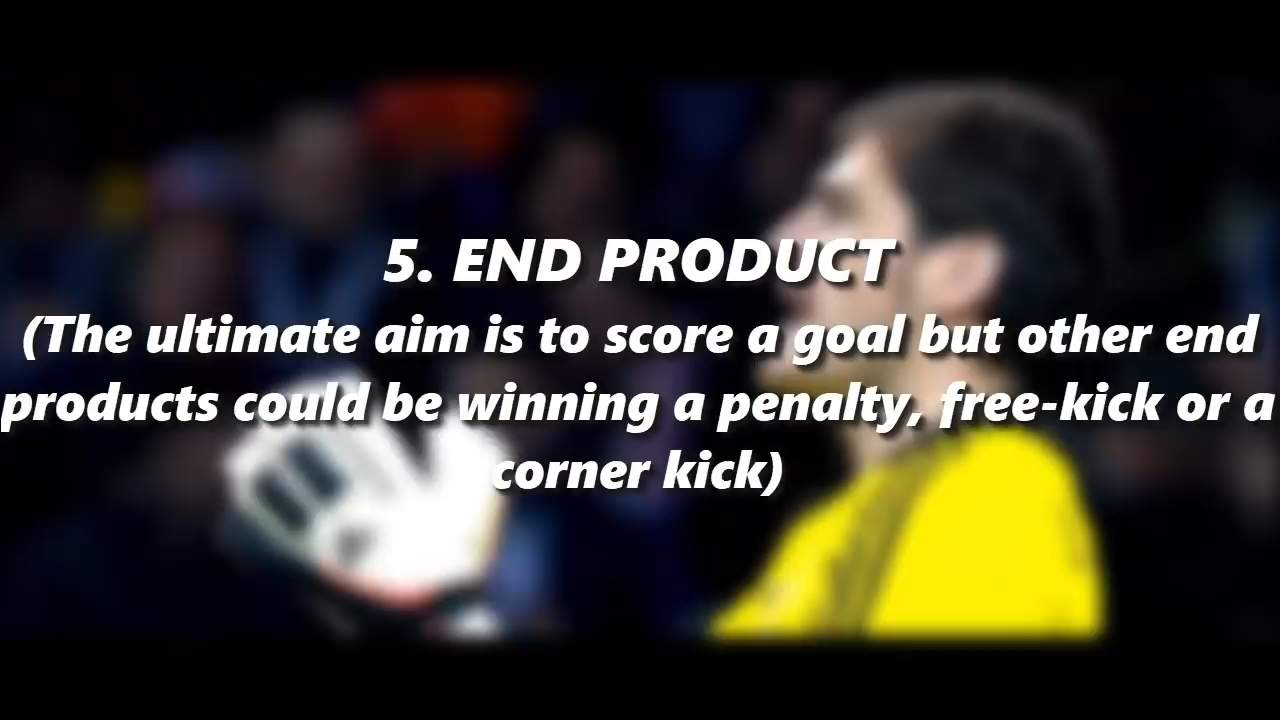 5. END PRODUCT
(The ultimate aim is to score a goal but other end
products could be winning a penalty, free-kick or a
corner kick)